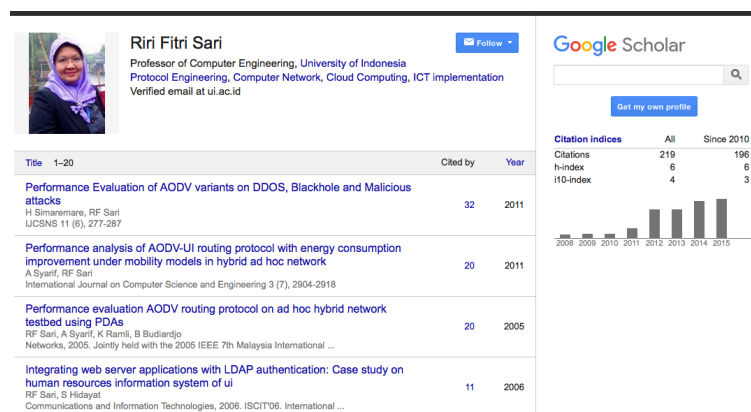 Riri Fitri Sari
Follow
Professor of Computer Engineering, University of Indonesia
Protocol Engineering, Computer Network, Cloud Computing, ICT implementation
Verified email at ui.ac.id
Title 1–20 Cited by Year
Performance Evaluation of AODV variants on DDOS, Blackhole and Malicious
attacks
H Simaremare, RF Sari
IJCSNS 11 (6), 277-287
32 2011
Performance analysis of AODV-UI routing protocol with energy consumption
improvement under mobility models in hybrid ad hoc network
A Syarif, RF Sari
International Journal on Computer Science and Engineering 3 (7), 2904-2918
20 2011
Performance evaluation AODV routing protocol on ad hoc hybrid network
testbed using PDAs
RF Sari, A Syarif, K Ramli, B Budiardjo
Networks, 2005. Jointly held with the 2005 IEEE 7th Malaysia International ...
20 2005
Integrating web server applications with LDAP authentication: Case study on
human resources information system of ui
RF Sari, S Hidayat
Communications and Information Technologies, 2006. ISCIT'06. International ...
11 2006
Google Scholar
Get my own profile
Citation indices All Since 2010
Citations 219 196
h-index 6 6
i10-index 4 3
2008 2009 2010 2011 2012 2013 2014 2015